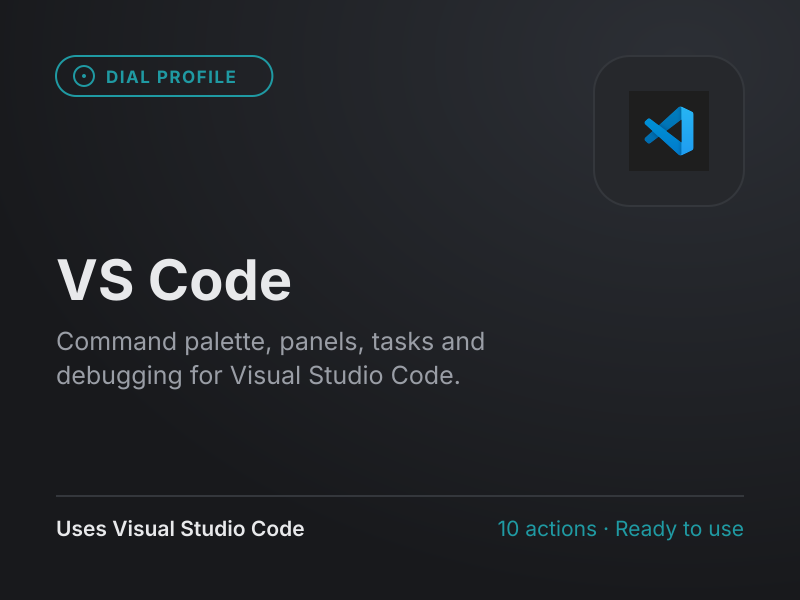 DIAL PROFILE
VS Code
Command palette, panels, tasks and
debugging for Visual Studio Code.
Uses Visual Studio Code
10 actions · Ready to use